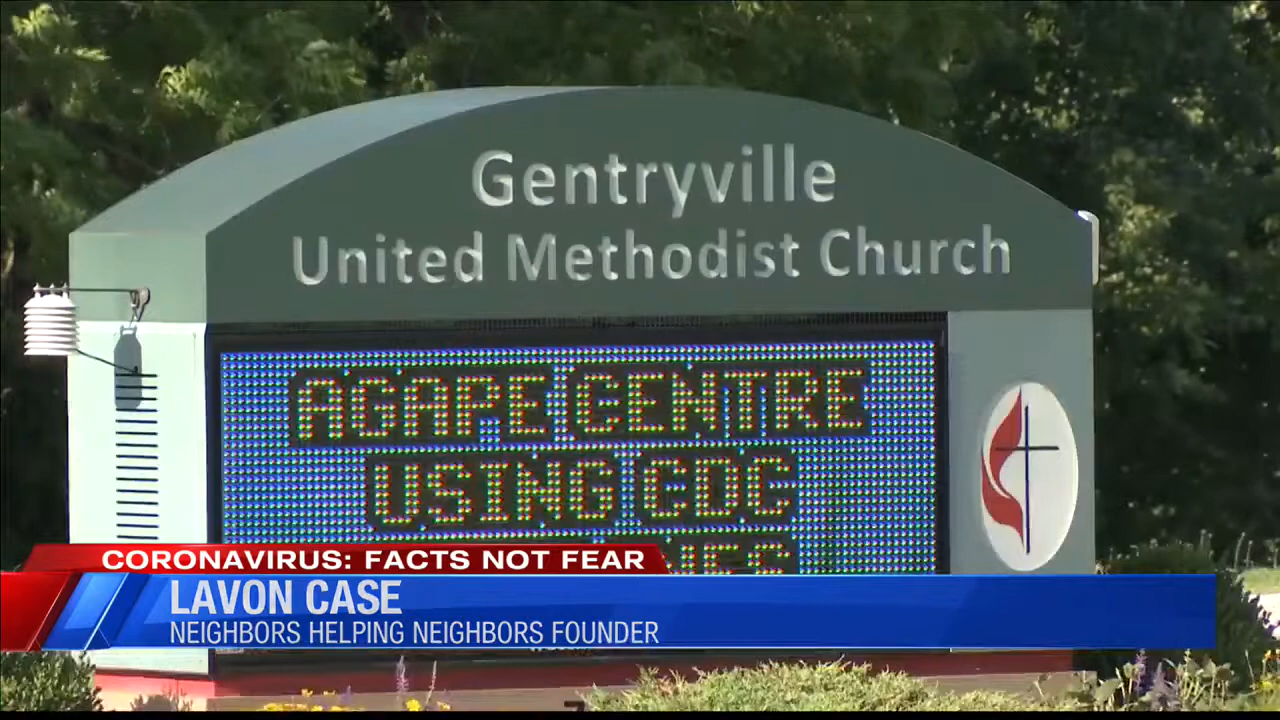 Gentryville
United Methodist Church
AGAPE CENTRE
USING CDC
CORONAVIRUS: FACTS NOT FEAR
LAVON CASE
NEIGHBORS HELPING NEIGHBORS FOUNDER